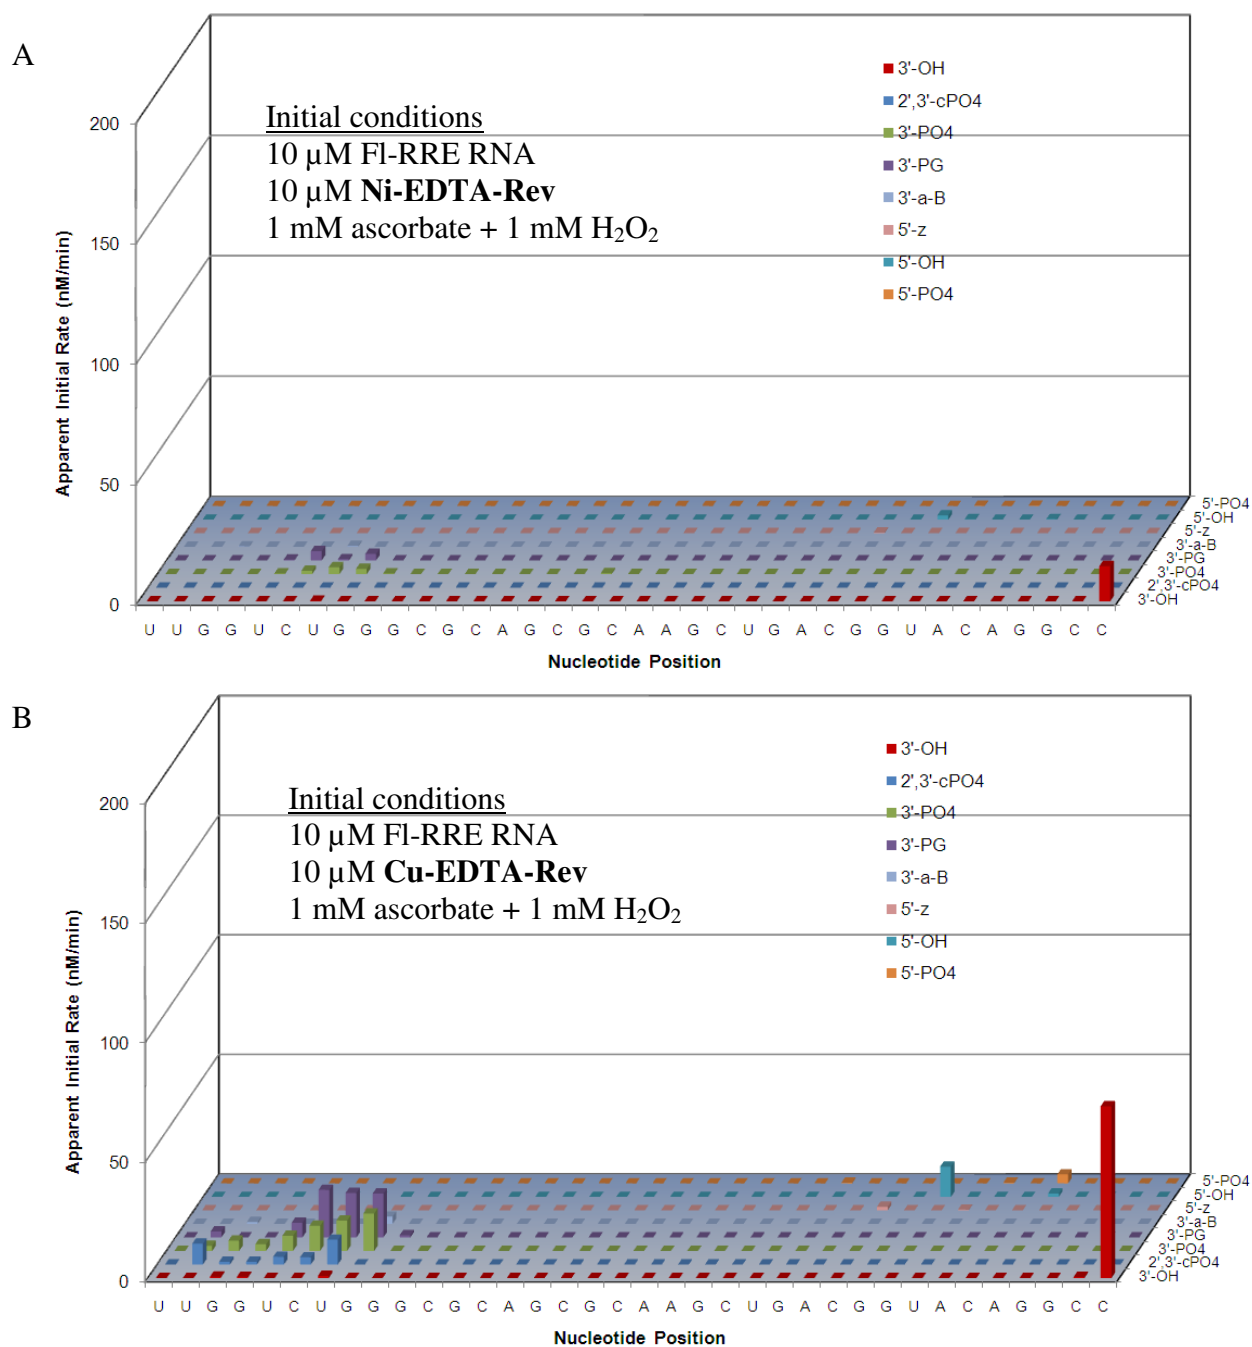 A
Initial conditions
10 µM Fl-RRE RNA
10 µM Ni-EDTA-Rev
1 mM ascorbate + 1 mM H₂O₂
3'-OH
2',3'-cPO4
3'-PO4
3'-PG
3'-a-B
5'-z
5'-OH
5'-PO4
Apparent Initial Rate (nM/min)
200
150
100
50
0
5'-PO4
5'-OH
5'-z
3'-a-B
3'-PG
3'-PO4
2',3'-cPO4
3'-OH
U U G G U C U G G G C G C A G C G C A A G C U G A C G G U A C A G G C C
Nucleotide Position
B
Initial conditions
10 µM Fl-RRE RNA
10 µM Cu-EDTA-Rev
1 mM ascorbate + 1 mM H₂O₂
3'-OH
2',3'-cPO4
3'-PO4
3'-PG
3'-a-B
5'-z
5'-OH
5'-PO4
Apparent Initial Rate (nM/min)
200
150
100
50
0
5'-PO4
5'-OH
5'-z
3'-a-B
3'-PG
3'-PO4
2',3'-cPO4
3'-OH
U U G G U C U G G G C G C A G C G C A A G C U G A C G G U A C A G G C C
Nucleotide Position